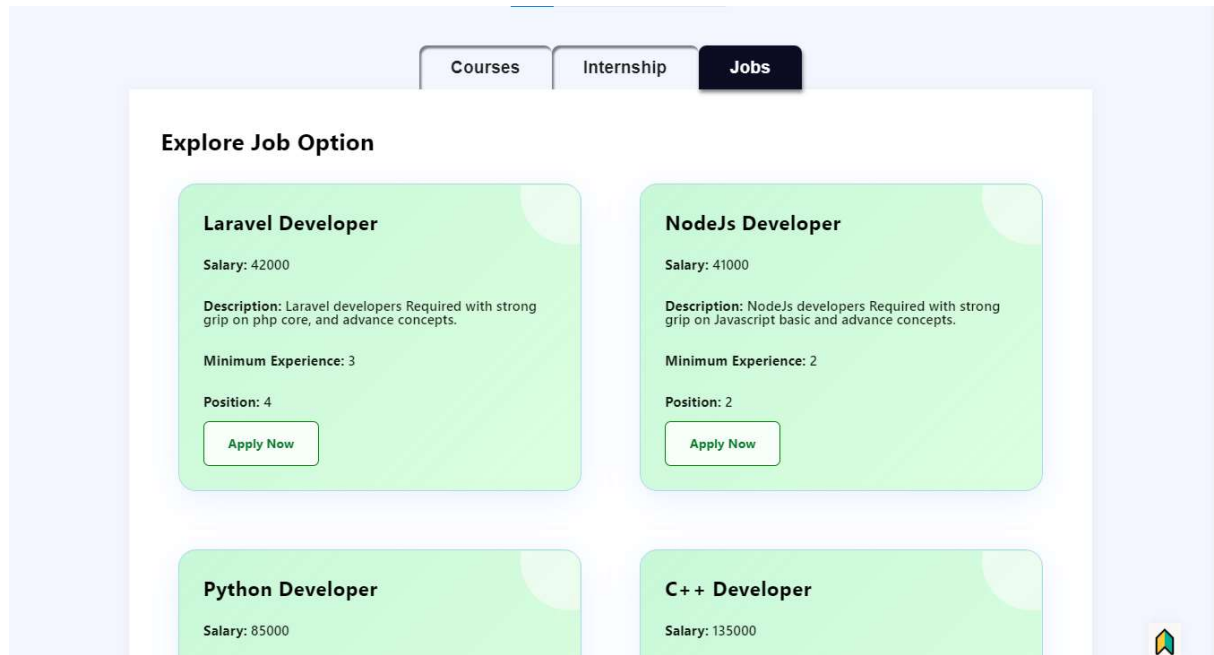 Courses Internship Jobs
Explore Job Option
Laravel Developer
Salary: 42000
Description: Laravel developers Required with strong
grip on php core, and advance concepts.
Minimum Experience: 3
Position: 4
Apply Now
NodeJs Developer
Salary: 41000
Description: NodeJs developers Required with strong
grip on Javascript basic and advance concepts.
Minimum Experience: 2
Position: 2
Apply Now
Python Developer
Salary: 85000
C++ Developer
Salary: 135000